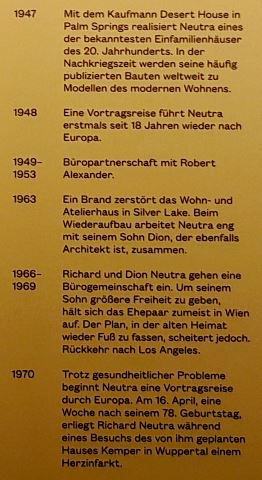 1947 Mit dem Kaufmann Desert House in
Palm Springs realisiert Neutra eines
der bekanntesten Einfamilienhäuser
des 20. Jahrhunderts. In der
Nachkriegszeit werden seine häufig
publizierten Bauten weltweit zu
Modellen des modernen Wohnens.
1948 Eine Vortragsreise führt Neutra
erstmals seit 18 Jahren wieder nach
Europa.
1949– Büropartnerschaft mit Robert
1953 Alexander.
1963 Ein Brand zerstört das Wohn- und
Atelierhaus in Silver Lake. Beim
Wiederaufbau arbeitet Neutra eng
mit seinem Sohn Dion, der ebenfalls
Architekt ist, zusammen.
1966– Richard und Dion Neutra gehen eine
1969 Bürogemeinschaft ein. Um seinem
Sohn größere Freiheit zu geben,
hält sich das Ehepaar zumeist in Wien
auf. Der Plan, in der alten Heimat
wieder Fuß zu fassen, scheitert jedoch.
Rückkehr nach Los Angeles.
1970 Trotz gesundheitlicher Probleme
beginnt Neutra eine Vortragsreise
durch Europa. Am 16. April, eine
Woche nach seinem 78. Geburtstag,
erliegt Richard Neutra während
eines Besuchs des von ihm geplanten
Hauses Kemper in Wuppertal einem
Herzinfarkt.